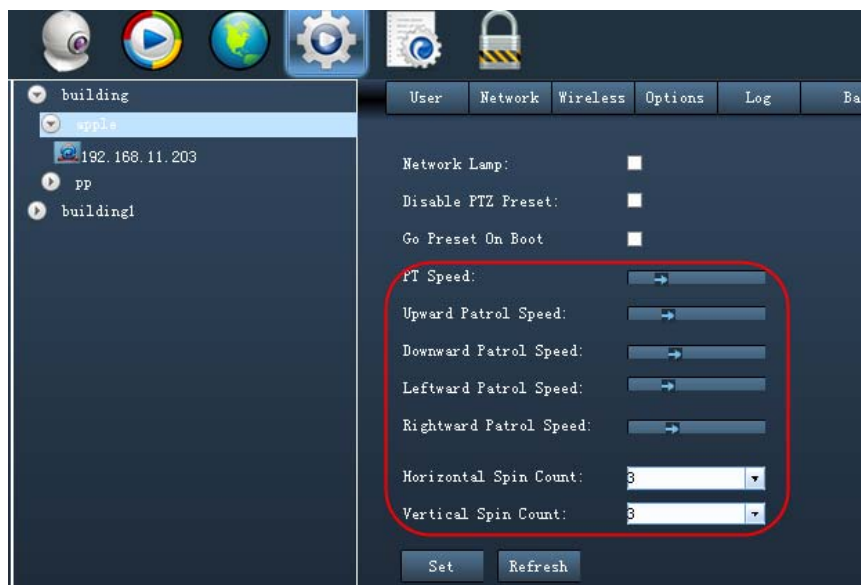 building
apple
192.168.11.203
pp
building1
User Network Wireless Options Log Ba
Network Lamp:
Disable PTZ Preset:
Go Preset On Boot
PT Speed:
Upward Patrol Speed:
Downward Patrol Speed:
Leftward Patrol Speed:
Rightward Patrol Speed:
Horizontal Spin Count: 3
Vertical Spin Count: 3
Set Refresh